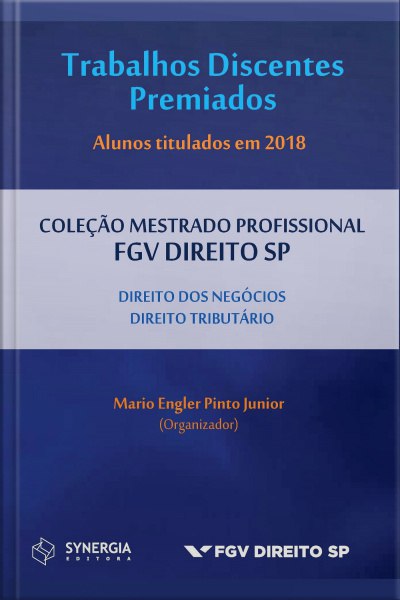 Trabalhos Discentes
Premiados
Alunos titulados em 2018
COLEÇÃO MESTRADO PROFISSIONAL
FGV DIREITO SP
DIREITO DOS NEGÓCIOS
DIREITO TRIBUTÁRIO
Mario Engler Pinto Junior
(Organizador)
SYNERGIA
EDITORA
FGV DIREITO SP